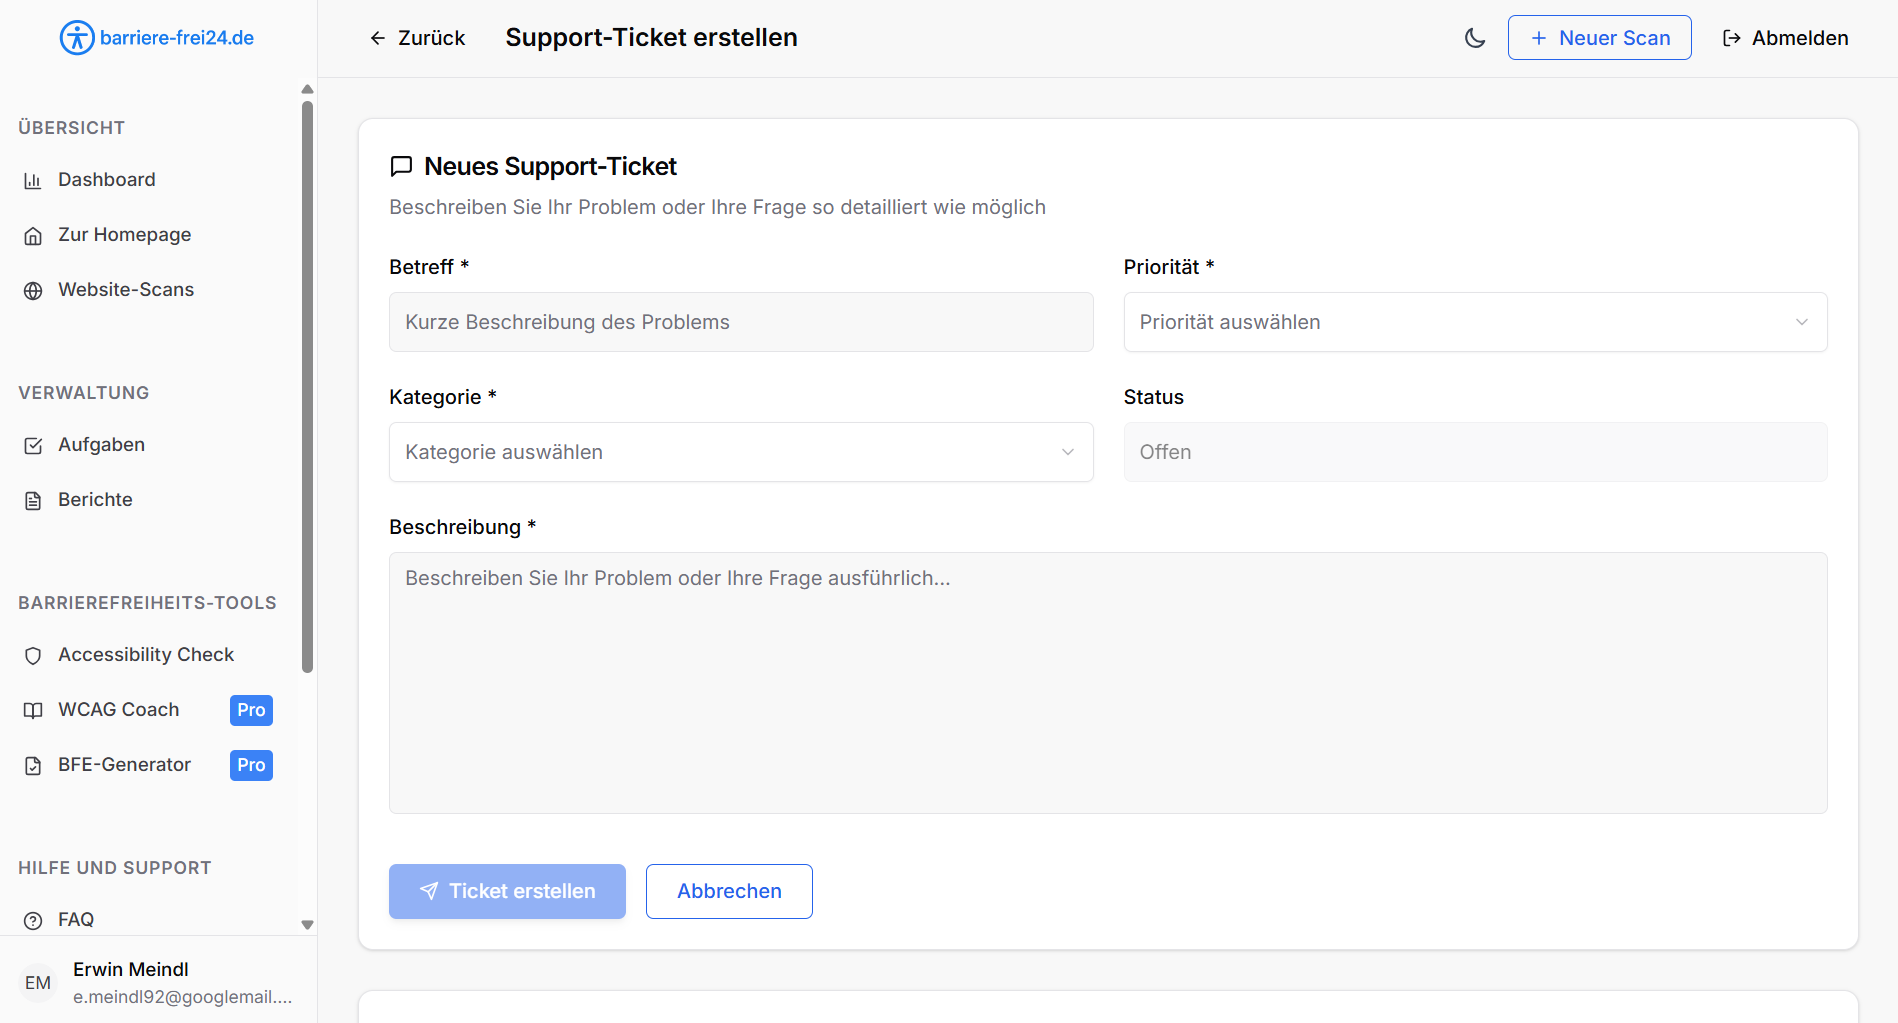 barriere-frei24.de
ÜBERSICHT
Dashboard
Zur Homepage
Website-Scans
VERWALTUNG
Aufgaben
Berichte
BARRIEREFREIHEITS-TOOLS
Accessibility Check
WCAG Coach Pro
BFE-Generator Pro
HILFE UND SUPPORT
FAQ
EM
Erwin Meindl
e.meindl92@googlemail....
Zurück
Support-Ticket erstellen
Neuer Scan
Abmelden
Neues Support-Ticket
Beschreiben Sie Ihr Problem oder Ihre Frage so detailliert wie möglich
Betreff *
Kurze Beschreibung des Problems
Priorität *
Priorität auswählen
Kategorie *
Kategorie auswählen
Status
Offen
Beschreibung *
Beschreiben Sie Ihr Problem oder Ihre Frage ausführlich...
Ticket erstellen
Abbrechen